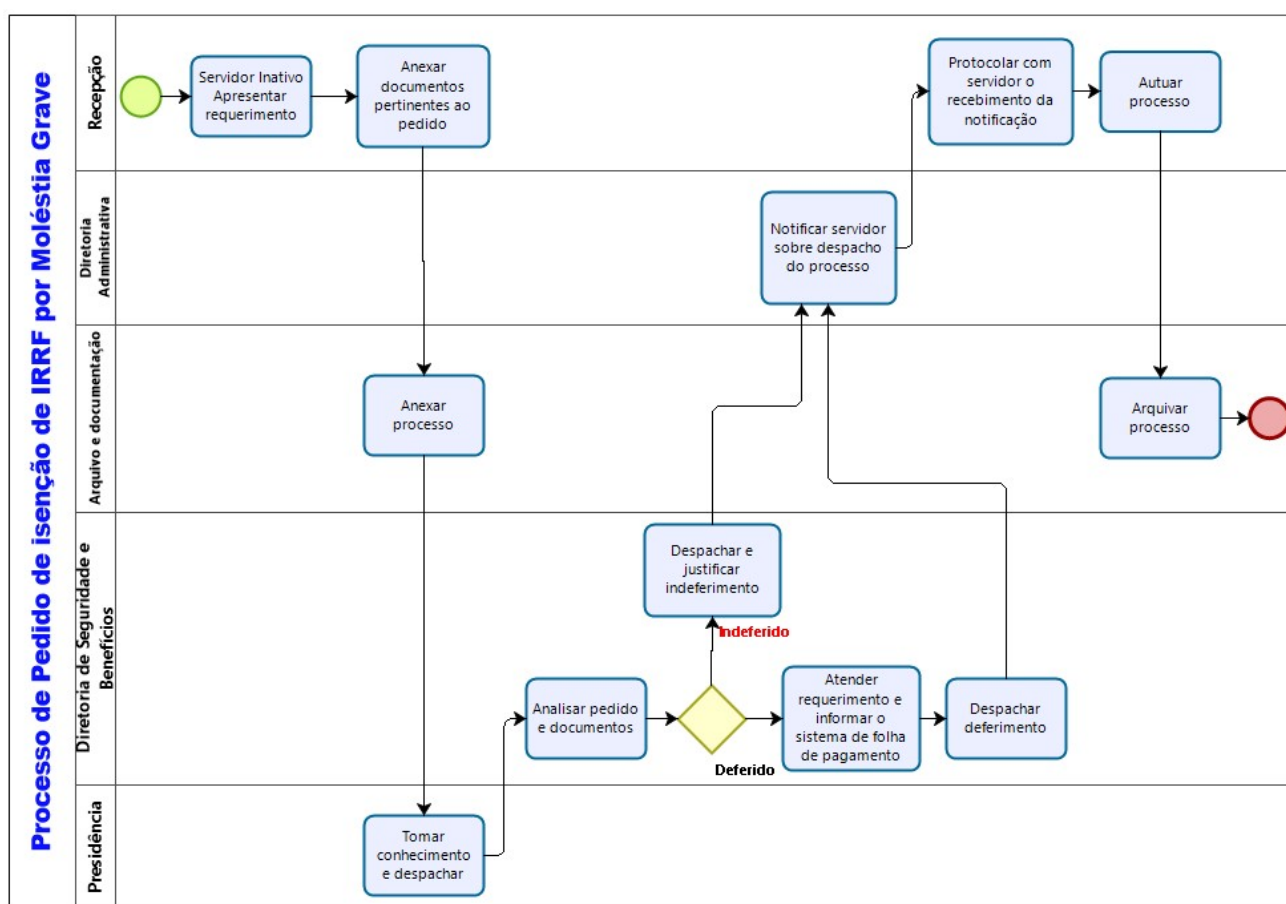 Processo de Pedido de isenção de IRRF por Moléstia Grave
Recepção
Servidor Inativo
Apresentar
requerimento
Anexar
documentos
pertinentes ao
pedido
Protocolar com
servidor o
recebimento da
notificação
Autuar
processo
Diretoria
Administrativa
Notificar servidor
sobre despacho
do processo
Arquivo e documentação
Anexar
processo
Arquivar
processo
Diretoria de Seguridade e
Benefícios
Despachar e
justificar
indeferimento
Indeferido
Analisar pedido
e documentos
Deferido
Atender
requerimento e
informar o
sistema de folha
de pagamento
Despachar
deferimento
Presidência
Tomar
conhecimento
e despachar